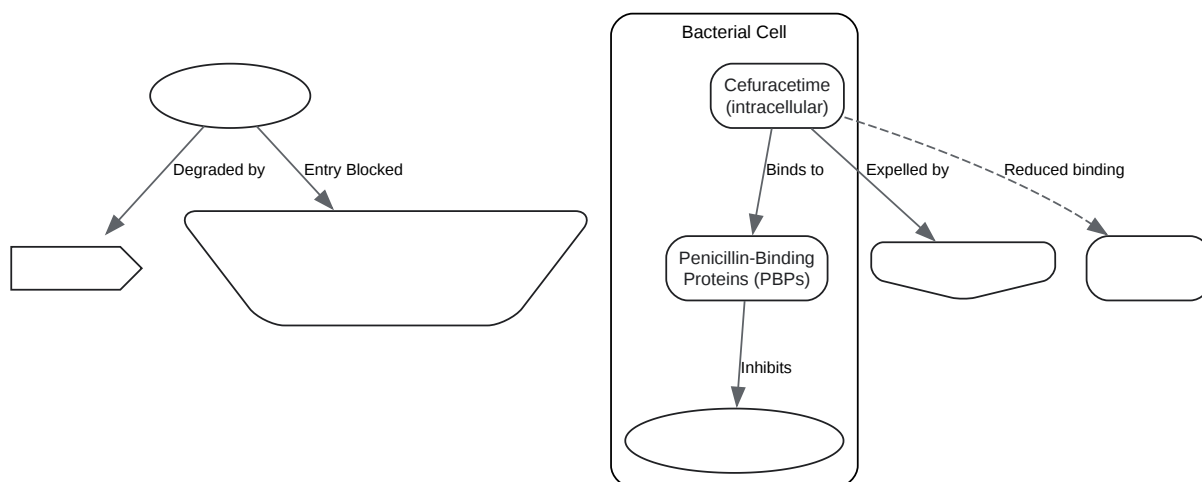 Bacterial Cell
Cefuracetime
(intracellular)
Degraded by
Entry Blocked
Binds to
Expelled by
Reduced binding
Penicillin-Binding
Proteins (PBPs)
Inhibits